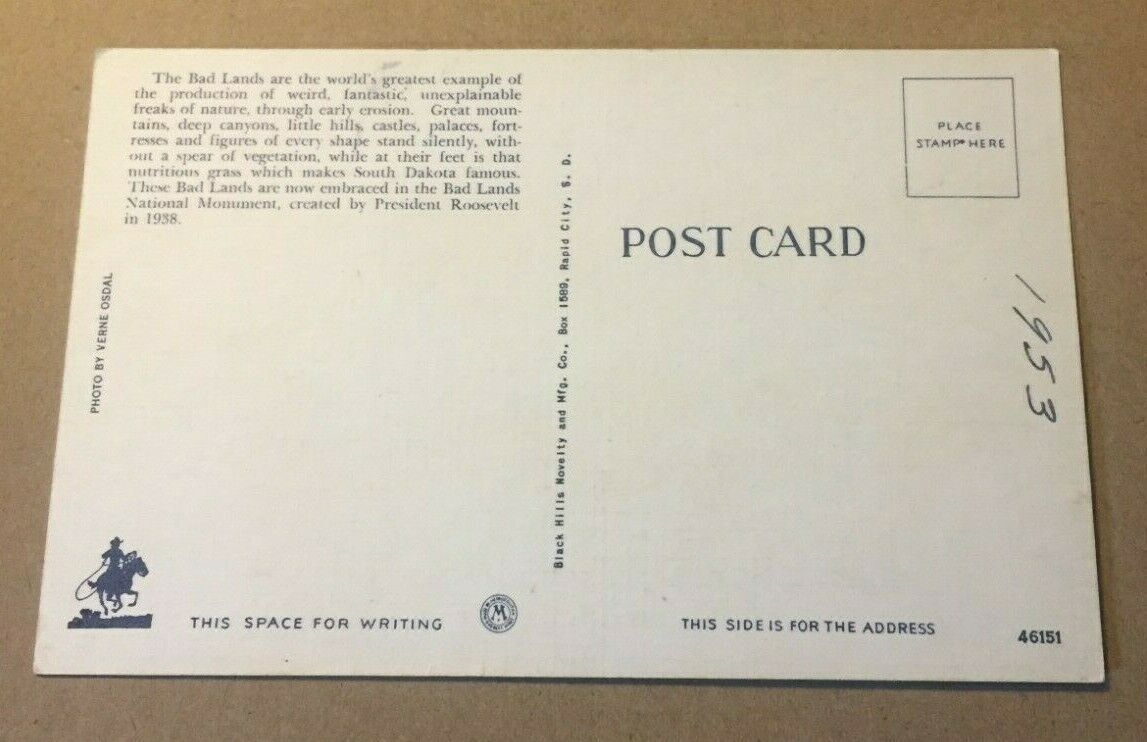 The Bad Lands are the world's greatest example of
the production of weird, fantastic, unexplainable
freaks of nature, through early erosion. Great moun-
tains, deep canyons, little hills, castles, palaces, fort-
resses and figures of every shape stand silently, with-
out a spear of vegetation, while at their feet is that
nutritious grass which makes South Dakota famous.
These Bad Lands are now embraced in the Bad Lands
National Monument, created by President Roosevelt
in 1938.
PHOTO BY VERNE OSDAL
THIS SPACE FOR WRITING
M
Black Hills Novelty and Mfg. Co., Box 1589, Rapid City, S. D.
PLACE
STAMP HERE
POST CARD
1953
THIS SIDE IS FOR THE ADDRESS
46151